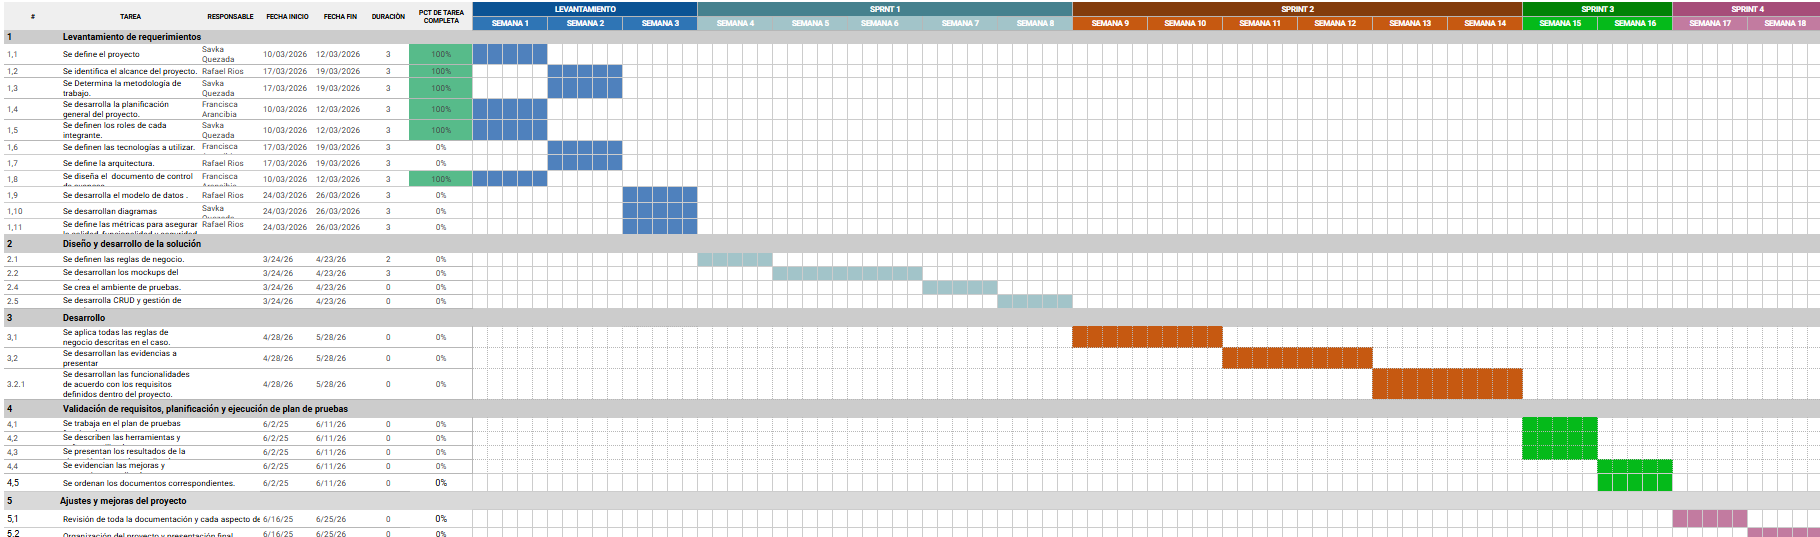 LEVANTAMIENTO SPRINT 1 SPRINT 2 SPRINT 3 SPRINT 4
# TAREA RESPONSABLE FECHA INICIO FECHA FIN DURACIÓN PCT DE TAREA COMPLETA
SEMANA 1 SEMANA 2 SEMANA 3 SEMANA 4 SEMANA 5 SEMANA 6 SEMANA 7 SEMANA 8 SEMANA 9 SEMANA 10 SEMANA 11 SEMANA 12 SEMANA 13 SEMANA 14 SEMANA 15 SEMANA 16 SEMANA 17 SEMANA 18
1 Levantamiento de requerimientos
1,1 Se define el proyecto Savka Quezada 10/03/2026 12/03/2026 3 100%
1,2 Se identifica el alcance del proyecto. Rafael Rios 17/03/2026 19/03/2026 3 100%
1,3 Se Determina la metodología de trabajo. Savka Quezada 17/03/2026 19/03/2026 3 100%
1,4 Se desarrolla la planificación general del proyecto. Francisca Arancibia 10/03/2026 12/03/2026 3 100%
1,5 Se definen los roles de cada integrante. Savka Quezada 10/03/2026 12/03/2026 3 100%
1,6 Se definen las tecnologías a utilizar. Francisca 17/03/2026 19/03/2026 3 0%
1,7 Se define la arquitectura. Rafael Rios 17/03/2026 19/03/2026 3 0%
1,8 Se diseña el documento de control Francisca 10/03/2026 12/03/2026 3 100%
1,9 Se desarrolla el modelo de datos . Rafael Rios 24/03/2026 26/03/2026 3 0%
1,10 Se desarrollan diagramas Savka 24/03/2026 26/03/2026 3 0%
1,11 Se define las métricas para asegurar Rafael Rios 24/03/2026 26/03/2026 3 0%
2 Diseño y desarrollo de la solución
2.1 Se definen las reglas de negocio. 3/24/26 4/23/26 2 0%
2.2 Se desarrollan los mockups del 3/24/26 4/23/26 3 0%
2.4 Se crea el ambiente de pruebas. 3/24/26 4/23/26 0 0%
2.5 Se desarrolla CRUD y gestión de 3/24/26 4/23/26 0 0%
3 Desarrollo
3,1 Se aplica todas las reglas de negocio descritas en el caso. 4/28/26 5/28/26 0 0%
3,2 Se desarrollan las evidencias a presentar 4/28/26 5/28/26 0 0%
3.2.1 Se desarrollan las funcionalidades de acuerdo con los requisitos definidos dentro del proyecto. 4/28/26 5/28/26 0 0%
4 Validación de requisitos, planificación y ejecución de plan de pruebas
4,1 Se trabaja en el plan de pruebas 6/2/25 6/11/26 0 0%
4,2 Se describen las herramientas y 6/2/25 6/11/26 0 0%
4,3 Se presentan los resultados de la 6/2/25 6/11/26 0 0%
4,4 Se evidencian las mejoras y 6/2/25 6/11/26 0 0%
4,5 Se ordenan los documentos correspondientes. 6/2/25 6/11/26 0 0%
5 Ajustes y mejoras del proyecto
5,1 Revisión de toda la documentación y cada aspecto de 6/16/25 6/25/26 0 0%
5.2 Organización del proyecto y presentación final 6/16/25 6/25/26 0 0%